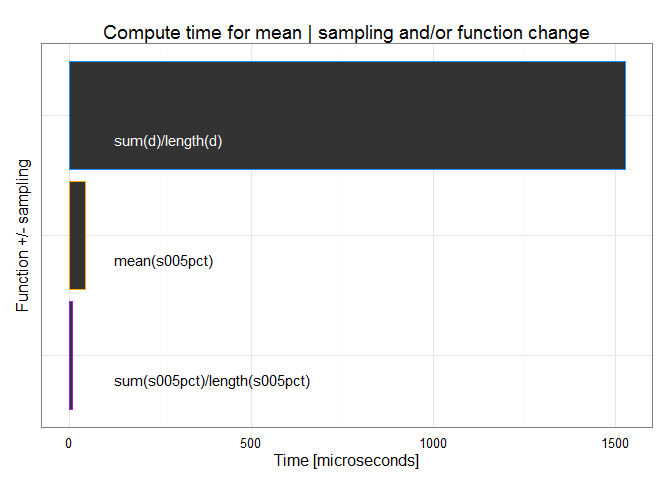 Compute time for mean | sampling and/or function change
Function +/- sampling
sum(d)/length(d)
mean(s005pct)
sum(s005pct)/length(s005pct)
0 500 1000 1500
Time [microseconds]